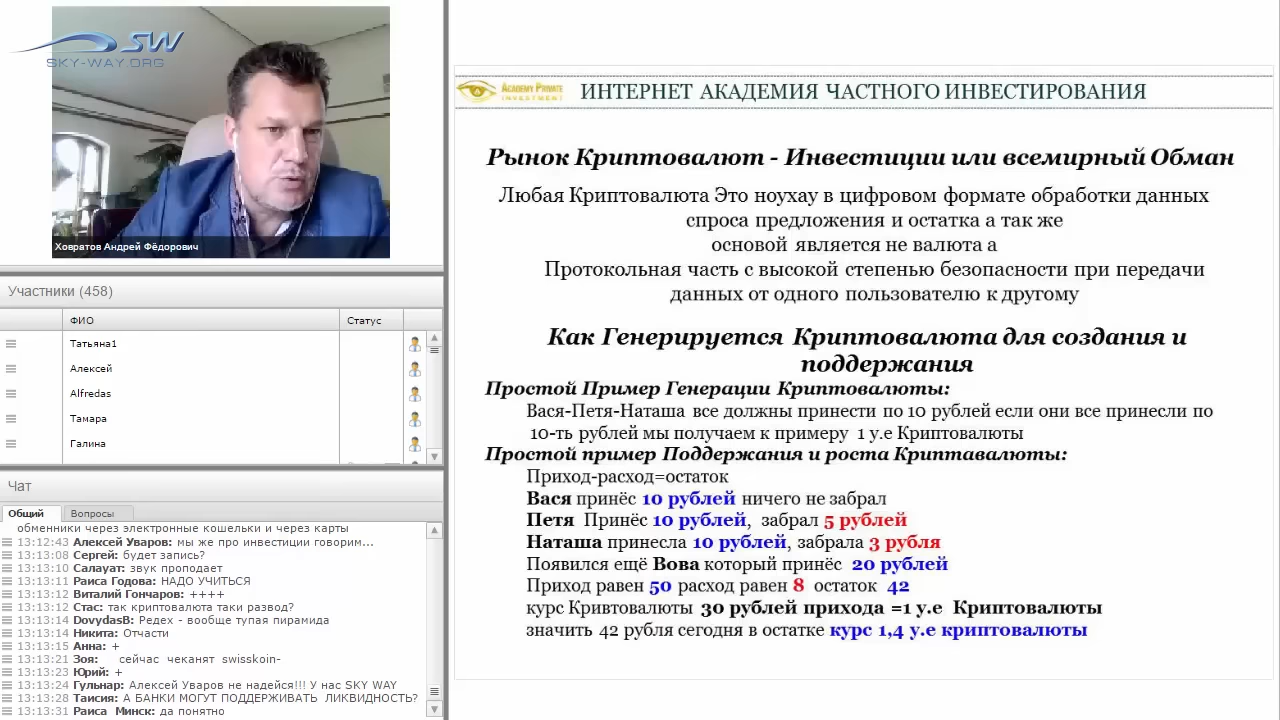 SW
SKY-WAY.ORG
Ховратов Андрей Фёдорович
Участники (458)
ФИО
Статус
Татьяна1
Алексей
Alfredas
Тамара
Галина
Чат
Общий
Вопросы
обменники через электронные кошельки и через карты
13:12:43 Алексей Уваров: мы же про инвестиции говорим...
13:13:08 Сергей: будет запись?
13:13:10 Салауат: звук пропадает
13:13:11 Раиса Годова: НАДО УЧИТЬСЯ
13:13:12 Виталий Гончаров: ++++
13:13:12 Стас: так криптовалюта таки развод?
13:13:14 DovydasB: Редех - вообще тупая пирамида
13:13:14 Никита: Отчасти
13:13:15 Анна: +
13:13:21 Зоя: сейчас чеканят swisskoin-
13:13:23 Юрий: +
13:13:24 Гульнар: Алексей Уваров не надейся!!! У нас SKY WAY
13:13:28 Таисия: А БАНКИ МОГУТ ПОДДЕРЖИВАТЬ ЛИКВИДНОСТЬ?
13:13:31 Раиса Минск: да понятно
ACADEMY PRIVATE
INVESTMENT
ИНТЕРНЕТ АКАДЕМИЯ ЧАСТНОГО ИНВЕСТИРОВАНИЯ
Рынок Криптовалют - Инвестиции или всемирный Обман
Любая Криптовалюта Это ноухау в цифровом формате обработки данных
спроса предложения и остатка а так же
основой является не валюта а
Протокольная часть с высокой степенью безопасности при передачи
данных от одного пользователю к другому
Как Генерируется Криптовалюта для создания и
поддержания
Простой Пример Генерации Криптовалюты:
Вася-Петя-Наташа все должны принести по 10 рублей если они все принесли по
10-ть рублей мы получаем к примеру 1 у.е Криптовалюты
Простой пример Поддержания и роста Криптавалюты:
Приход-расход=остаток
Вася принёс 10 рублей ничего не забрал
Петя Принёс 10 рублей, забрал 5 рублей
Наташа принесла 10 рублей, забрала 3 рубля
Появился ещё Вова который принёс 20 рублей
Приход равен 50 расход равен 8 остаток 42
курс Кривтовалюты 30 рублей прихода =1 у.е Криптовалюты
значить 42 рубля сегодня в остатке курс 1,4 у.е криптовалюты